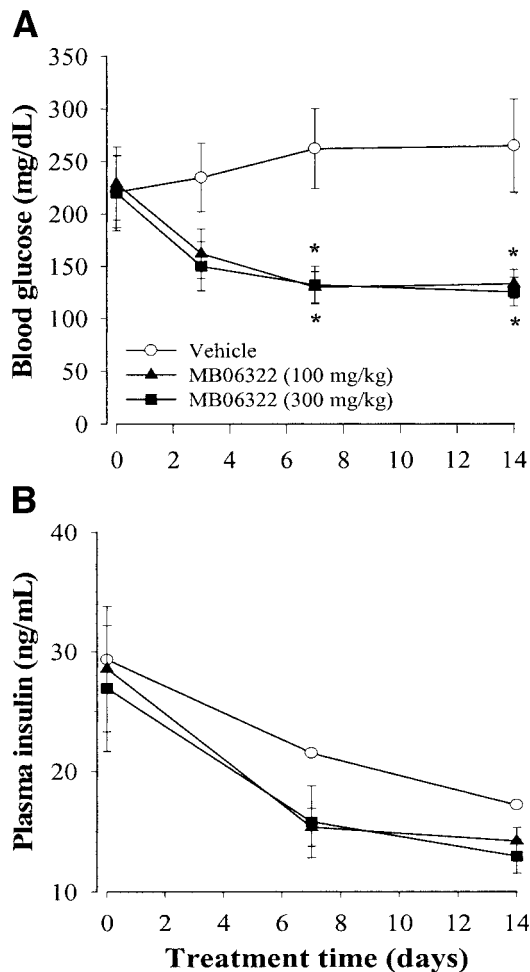 A
Blood glucose (mg/dL)
350
300
250
200
150
100
50
0
*
*
*
*
Vehicle
MB06322 (100 mg/kg)
MB06322 (300 mg/kg)
0 2 4 6 8 10 12 14
B
Plasma insulin (ng/mL)
40
30
20
10
0 2 4 6 8 10 12 14
Treatment time (days)